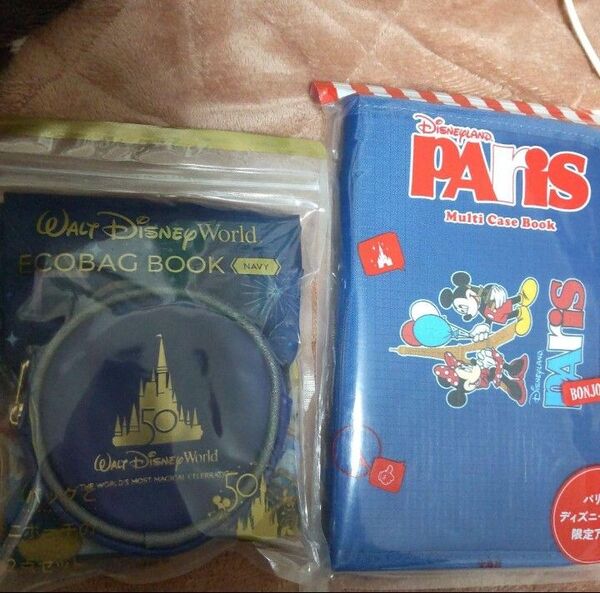 WALT DISNEY World
ECOBAG BOOK NAVY
50
WALT DISNEY World
THE WORLD'S MOST MAGICAL CELEBRAT
50
DISNEYLAND
PARIS
Multi Case Book
DISNEYLAND
PARIS
BONJO
パリ
ディズニー
限定ア